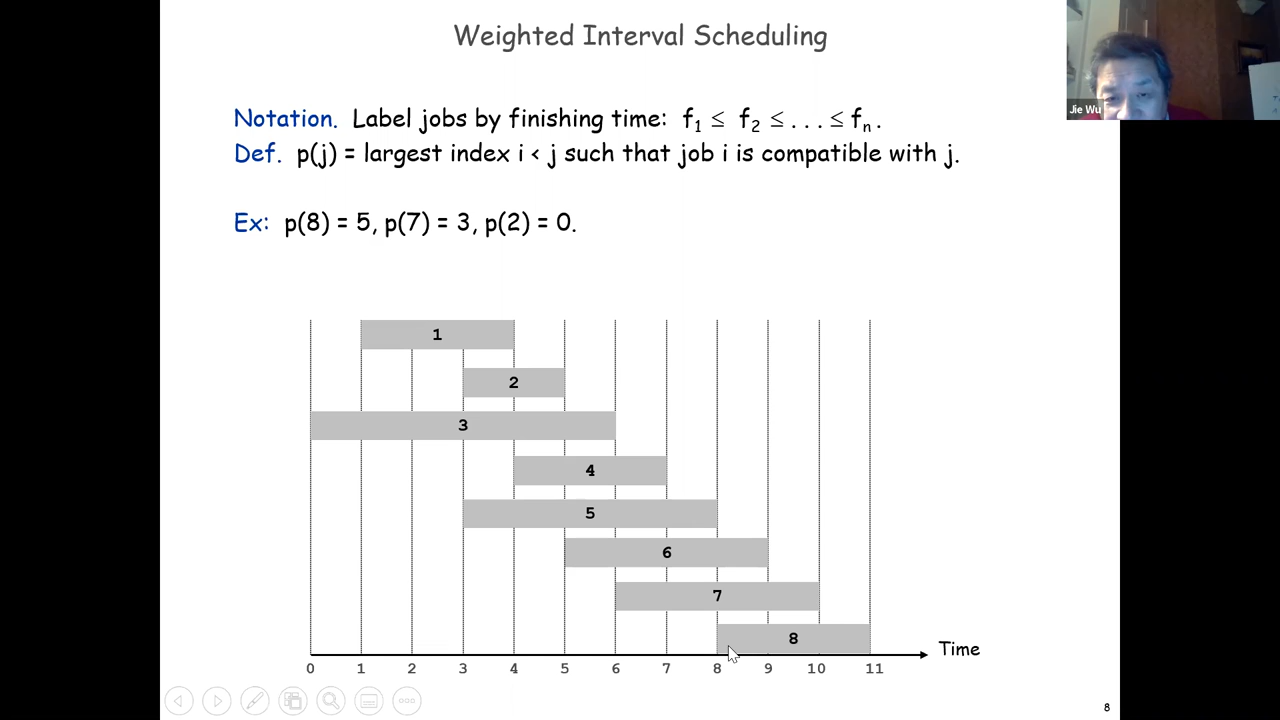 Weighted Interval Scheduling
Jie Wu
Notation. Label jobs by finishing time: f1 ≤ f2 ≤ . . . ≤ fn .
Def. p(j) = largest index i < j such that job i is compatible with j.
Ex: p(8) = 5, p(7) = 3, p(2) = 0.
1
2
3
4
5
6
7
8
Time
0 1 2 3 4 5 6 7 8 9 10 11
8